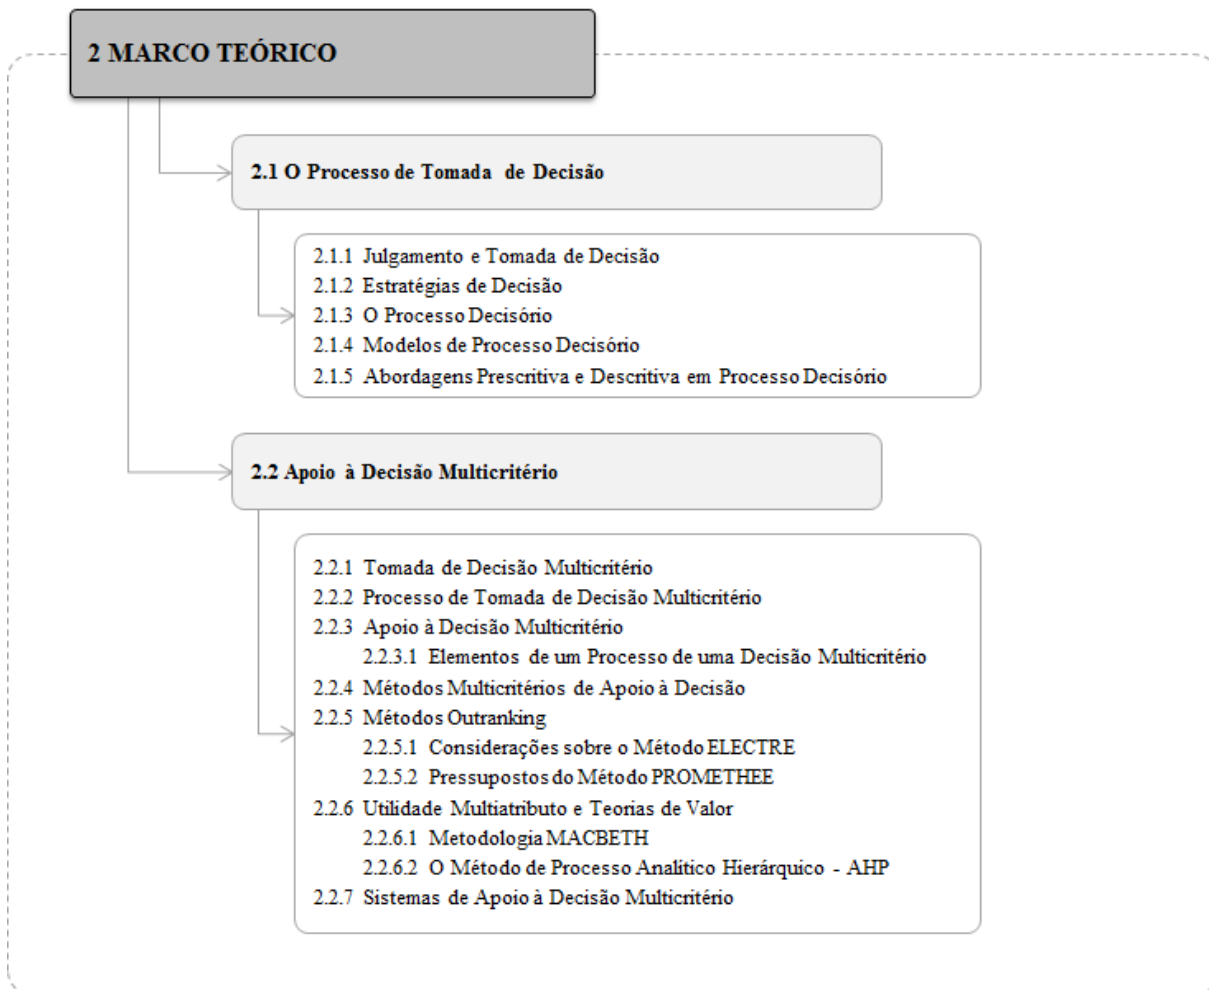 2 MARCO TEÓRICO
2.1 O Processo de Tomada de Decisão
2.1.1 Julgamento e Tomada de Decisão
2.1.2 Estratégias de Decisão
2.1.3 O Processo Decisório
2.1.4 Modelos de Processo Decisório
2.1.5 Abordagens Prescritiva e Descritiva em Processo Decisório
2.2 Apoio à Decisão Multicritério
2.2.1 Tomada de Decisão Multicritério
2.2.2 Processo de Tomada de Decisão Multicritério
2.2.3 Apoio à Decisão Multicritério
2.2.3.1 Elementos de um Processo de uma Decisão Multicritério
2.2.4 Métodos Multicritérios de Apoio à Decisão
2.2.5 Métodos Outranking
2.2.5.1 Considerações sobre o Método ELECTRE
2.2.5.2 Pressupostos do Método PROMETHEE
2.2.6 Utilidade Multiatributo e Teorias de Valor
2.2.6.1 Metodologia MACBETH
2.2.6.2 O Método de Processo Analítico Hierárquico - AHP
2.2.7 Sistemas de Apoio à Decisão Multicritério